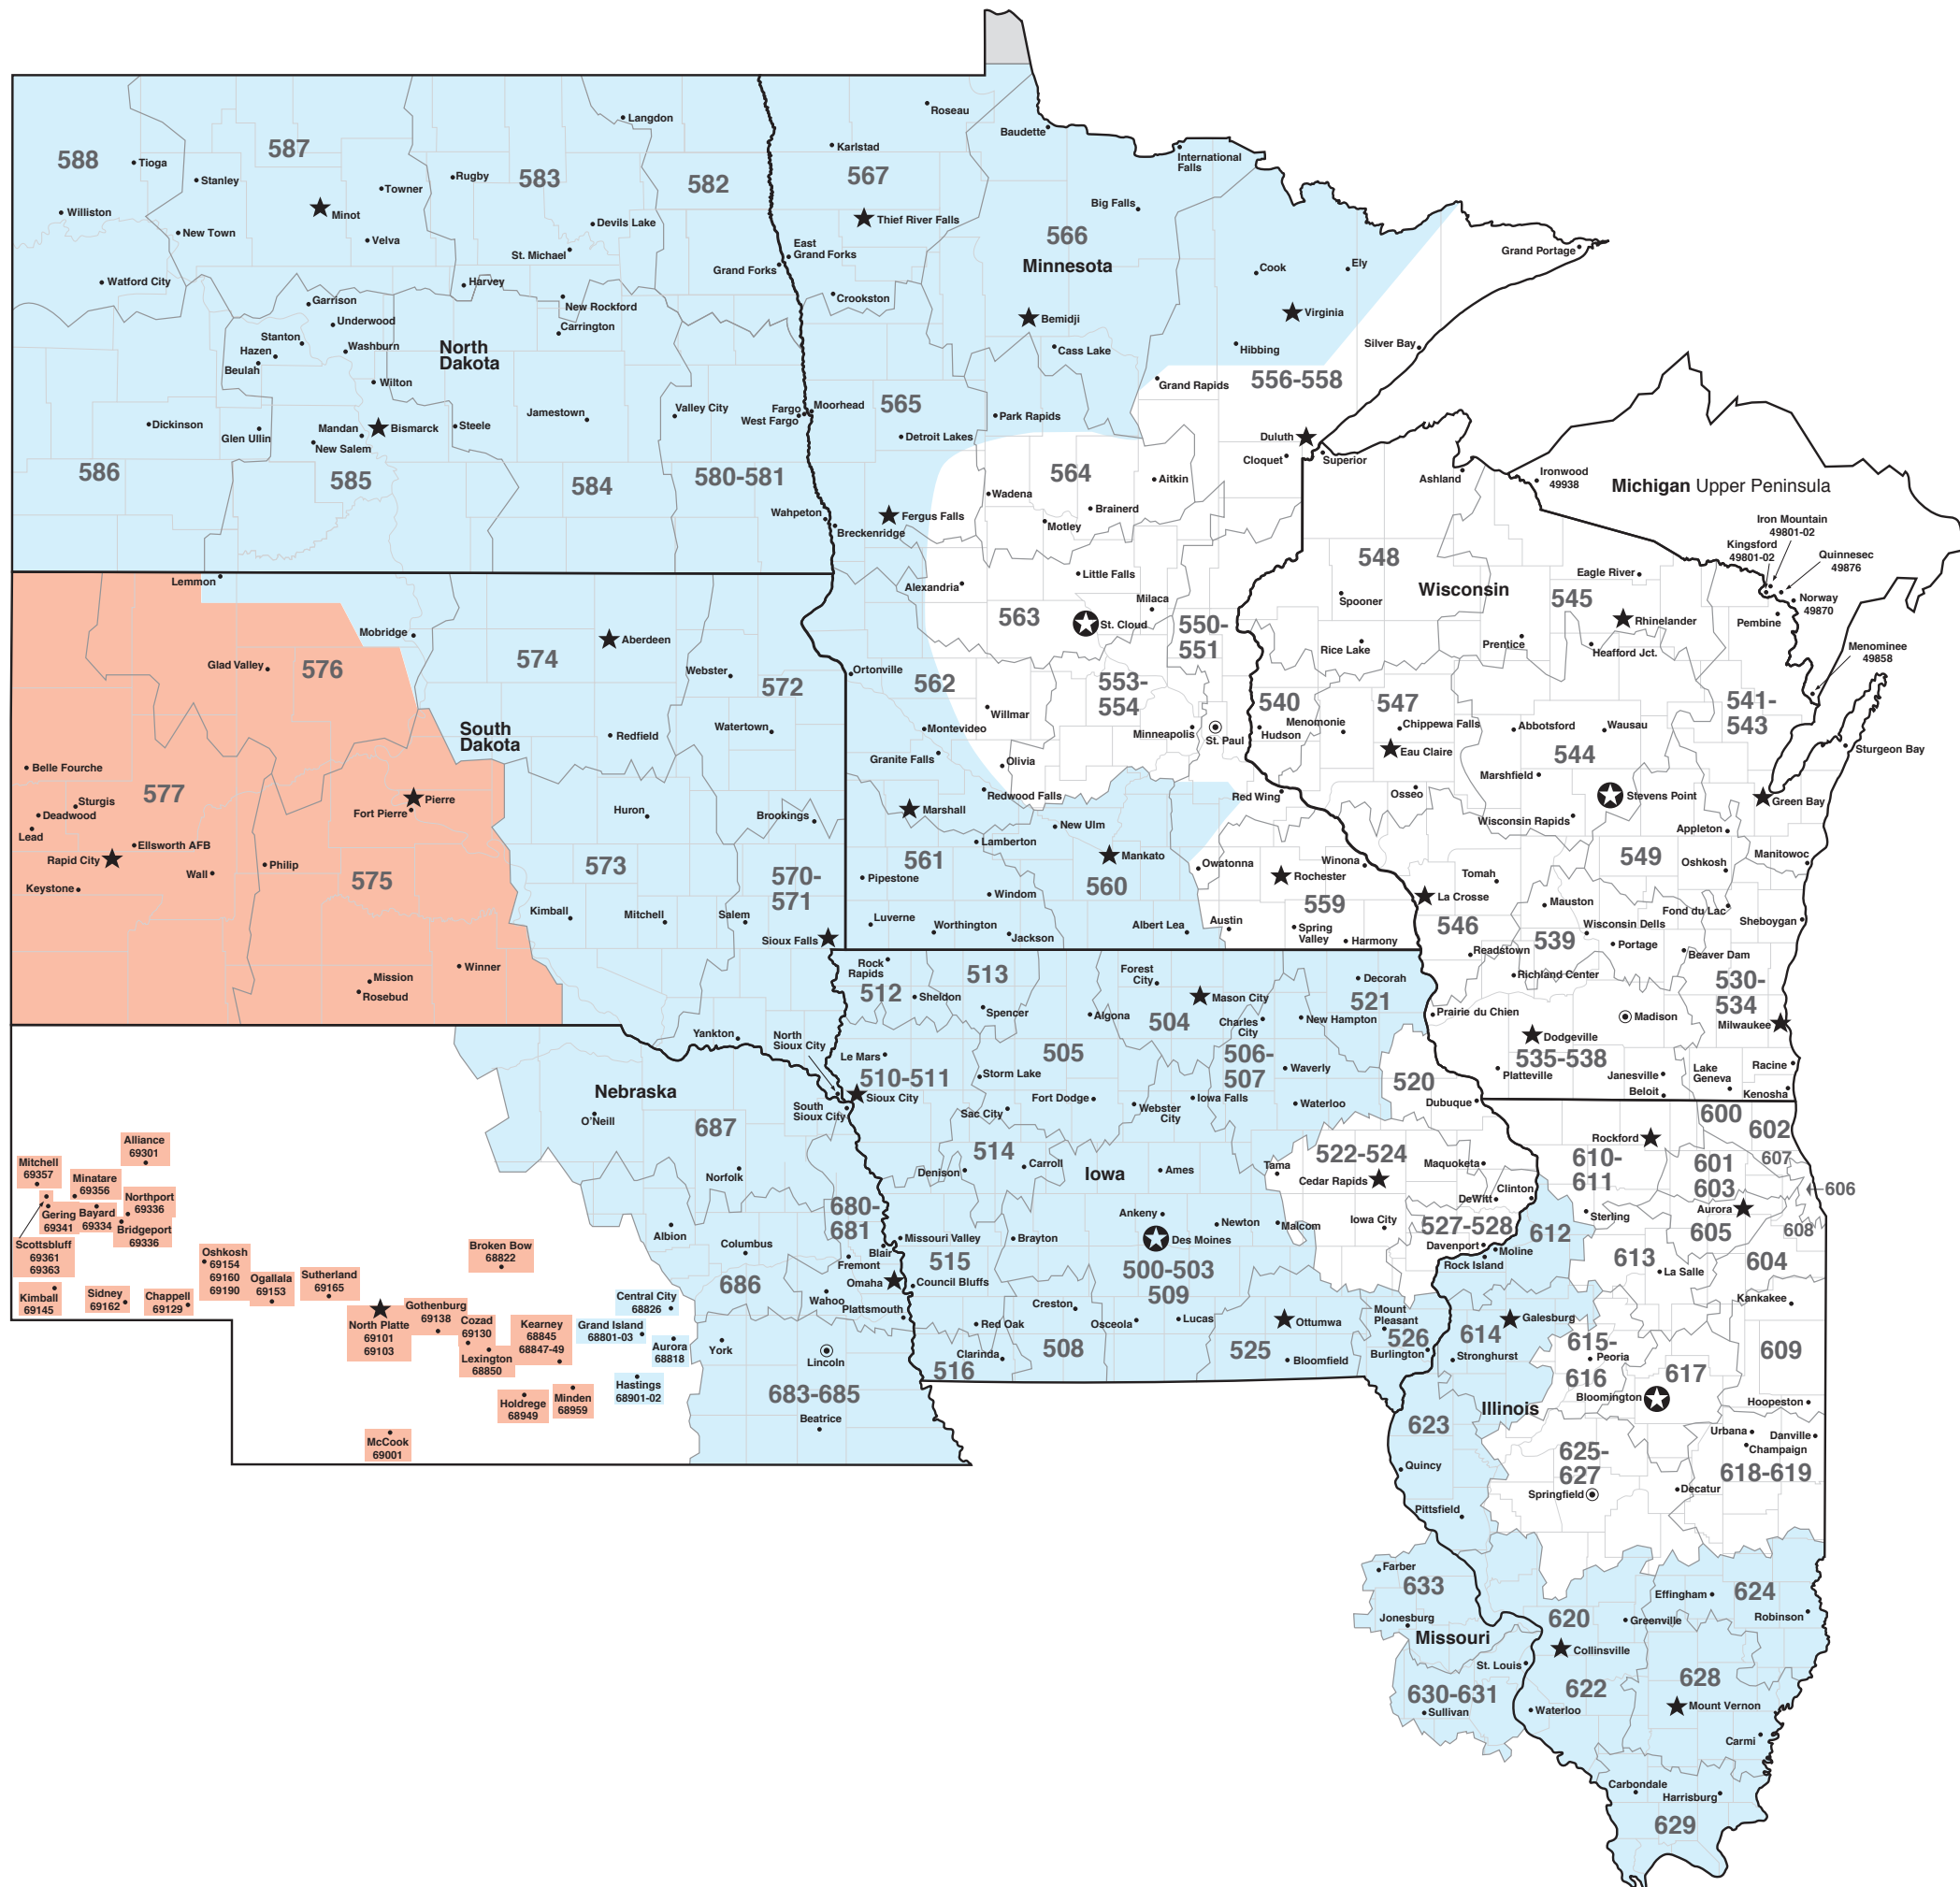 588
Tioga
587
Stanley
Towner
Williston
Minot
New Town
Velva
Watford City
Rugby
583
Langdon
582
Devils Lake
St. Michael
Grand Forks
Harvey
New Rockford
Carrington
Garrison
Underwood
Stanton
Hazen
Washburn
Beulah
Wilton
North
Dakota
Dickinson
Glen Ullin
Mandan
Bismarck
New Salem
Steele
Jamestown
Valley City
Fargo
West Fargo
586
585
584
580-581
Wahpeton
Roseau
Karlstad
567
Thief River Falls
East
Grand Forks
Crookston
Baudette
International
Falls
Big Falls
566
Minnesota
Bemidji
Cass Lake
Cook
Ely
Virginia
Hibbing
Grand Portage
Silver Bay
Grand Rapids
556-558
Moorhead
565
Park Rapids
Detroit Lakes
Duluth
Cloquet
Superior
564
Aitkin
Wadena
Brainerd
Motley
Fergus Falls
Breckenridge
Alexandria
Little Falls
Milaca
563
St. Cloud
550-
551
Ortonville
562
553-
554
Willmar
Montevideo
Minneapolis
St. Paul
Granite Falls
Olivia
Redwood Falls
Red Wing
Marshall
New Ulm
Lamberton
Mankato
561
Pipestone
Windom
560
Owatonna
Winona
Rochester
559
Luverne
Worthington
Jackson
Albert Lea
Austin
Spring
Valley
Harmony
Ashland
Ironwood
49938
Michigan Upper Peninsula
Iron Mountain
49801-02
Kingsford
49801-02
Quinnesec
49876
Norway
49870
Pembine
Menominee
49858
548
Wisconsin
Eagle River
545
Spooner
Rhinelander
Rice Lake
Prentice
Heafford Jct.
540
547
541-
543
Menomonie
Hudson
Chippewa Falls
Abbotsford
Wausau
Eau Claire
544
Sturgeon Bay
Marshfield
Osseo
Stevens Point
Green Bay
Wisconsin Rapids
Appleton
549
Oshkosh
Manitowoc
Tomah
La Crosse
Mauston
Fond du Lac
Wisconsin Dells
Sheboygan
546
539
Portage
Readstown
Beaver Dam
Richland Center
530-
534
Prairie du Chien
Madison
Milwaukee
Dodgeville
535-538
Platteville
Janesville
Lake
Geneva
Racine
Beloit
Kenosha
Lemmon
Mobridge
Glad Valley
576
574
Aberdeen
Webster
572
South
Dakota
Redfield
Watertown
Belle Fourche
577
Sturgis
Deadwood
Lead
Pierre
Fort Pierre
Huron
Brookings
Ellsworth AFB
Rapid City
Wall
Philip
Keystone
575
573
570-
571
Kimball
Mitchell
Salem
Sioux Falls
Mission
Rosebud
Winner
Yankton
North
Sioux City
Nebraska
O'Neill
South
Sioux City
687
Norfolk
680-
681
Albion
Columbus
Blair
Fremont
Omaha
686
Wahoo
Plattsmouth
York
Lincoln
683-685
Beatrice
Alliance
69301
Mitchell
69357
Minatare
69356
Northport
69336
Gering
69341
Bayard
69334
Bridgeport
69336
Scottsbluff
69361
69363
Oshkosh
69154
69160
69190
Kimball
69145
Sidney
69162
Chappell
69129
Ogallala
69153
Sutherland
69165
Broken Bow
68822
North Platte
69101
69103
Gothenburg
69138
Cozad
69130
Lexington
68850
Kearney
68845
68847-49
Central City
68826
Grand Island
68801-03
Aurora
68818
Hastings
68901-02
Holdrege
68949
Minden
68959
McCook
69001
Rock
Rapids
512
513
Sheldon
Spencer
Forest
City
Mason City
Algona
504
Charles
City
Decorah
521
New Hampton
Le Mars
510-511
Sioux City
505
Storm Lake
506-
507
Waverly
Fort Dodge
Sac City
Webster
City
Iowa Falls
Waterloo
520
Dubuque
514
Carroll
Denison
Iowa
Ames
Tama
522-524
Cedar Rapids
Maquoketa
DeWitt
Clinton
Ankeny
Newton
Malcom
Iowa City
527-528
Davenport
Missouri Valley
Brayton
Des Moines
515
Council Bluffs
500-503
509
Creston
Osceola
Lucas
Red Oak
Ottumwa
Mount
Pleasant
526
Burlington
Clarinda
508
525
Bloomfield
516
600
602
Rockford
610-
611
601
603
607
606
Aurora
605
608
612
Sterling
Moline
Rock Island
613
604
La Salle
Kankakee
Galesburg
614
Stronghurst
615-
616
Peoria
617
609
Bloomington
Illinois
Hoopeston
623
Urbana
Danville
Champaign
625-
627
618-619
Quincy
Springfield
Decatur
Pittsfield
Farber
633
Jonesburg
Missouri
St. Louis
630-631
Sullivan
620
Greenville
Effingham
624
Robinson
Collinsville
622
628
Mount Vernon
Waterloo
Carmi
Carbondale
Harrisburg
629